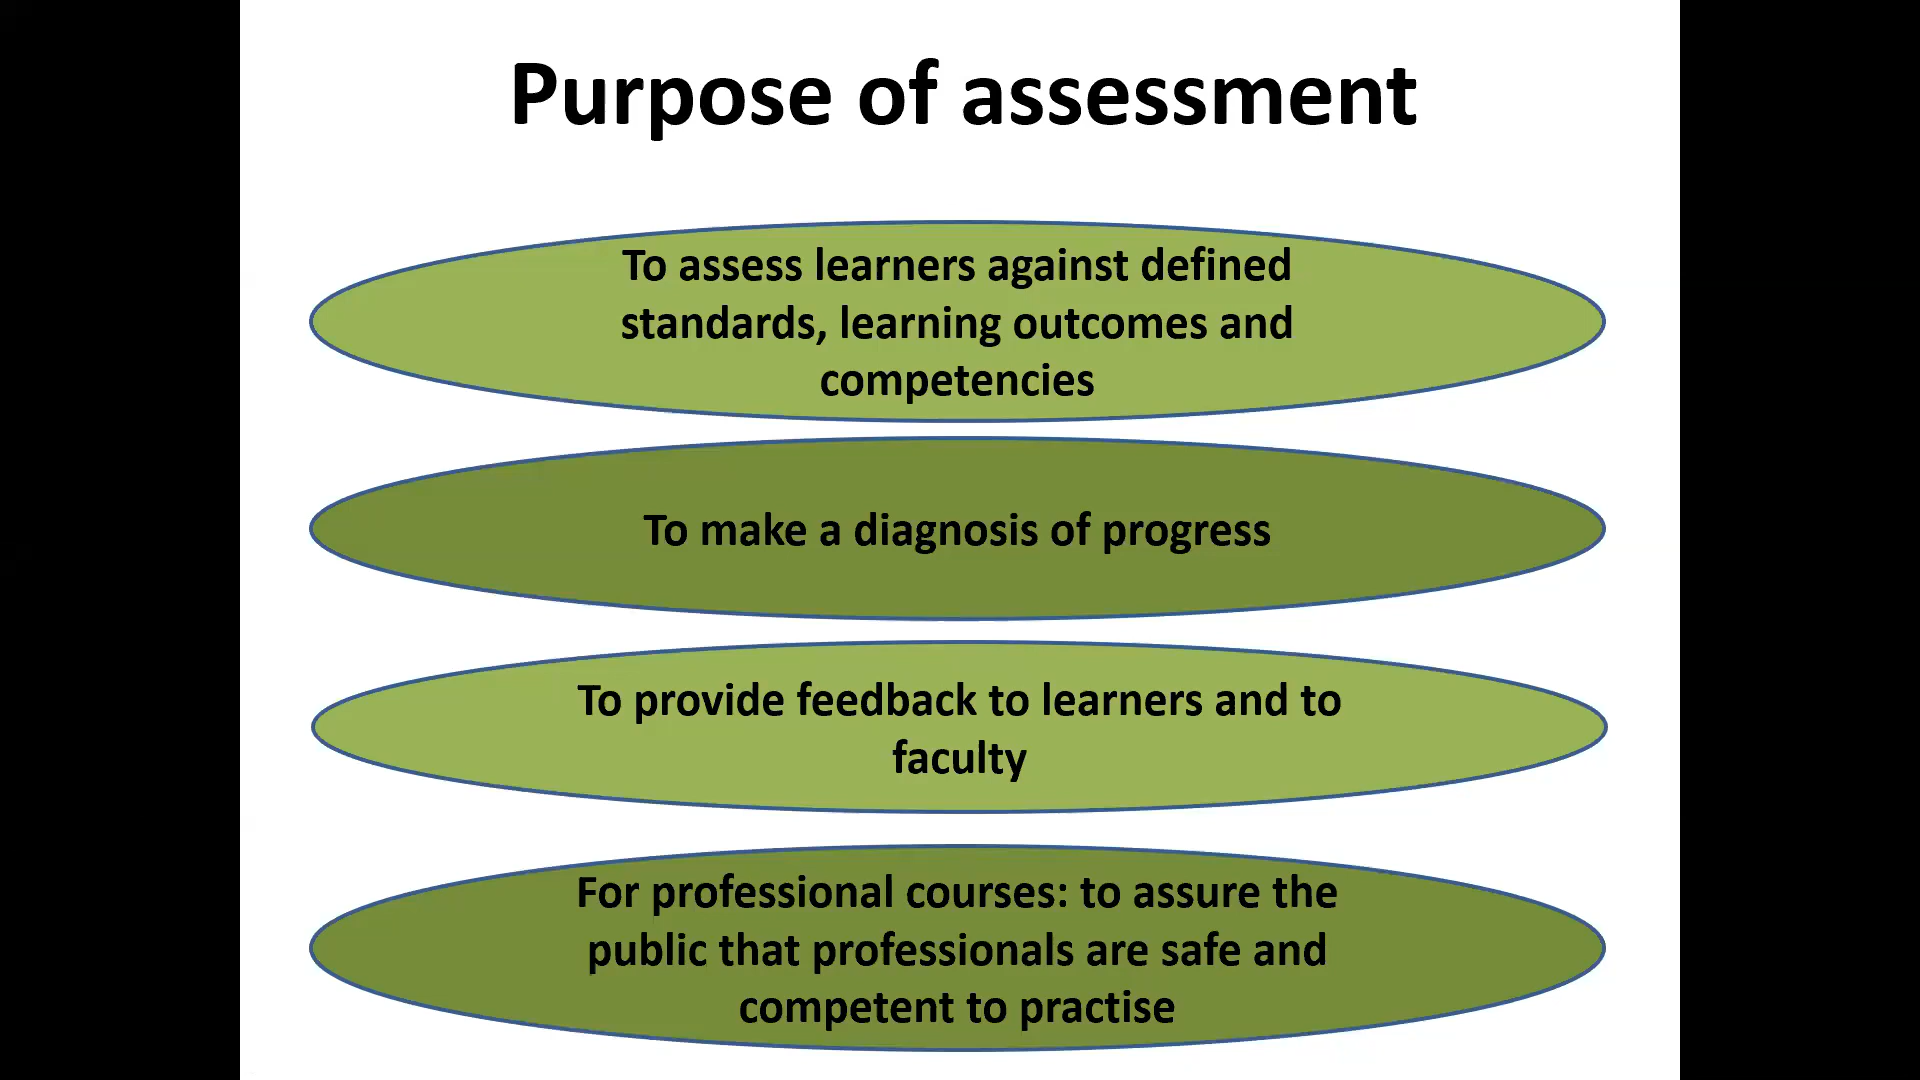 Purpose of assessment
To assess learners against defined
standards, learning outcomes and
competencies
To make a diagnosis of progress
To provide feedback to learners and to
faculty
For professional courses: to assure the
public that professionals are safe and
competent to practise